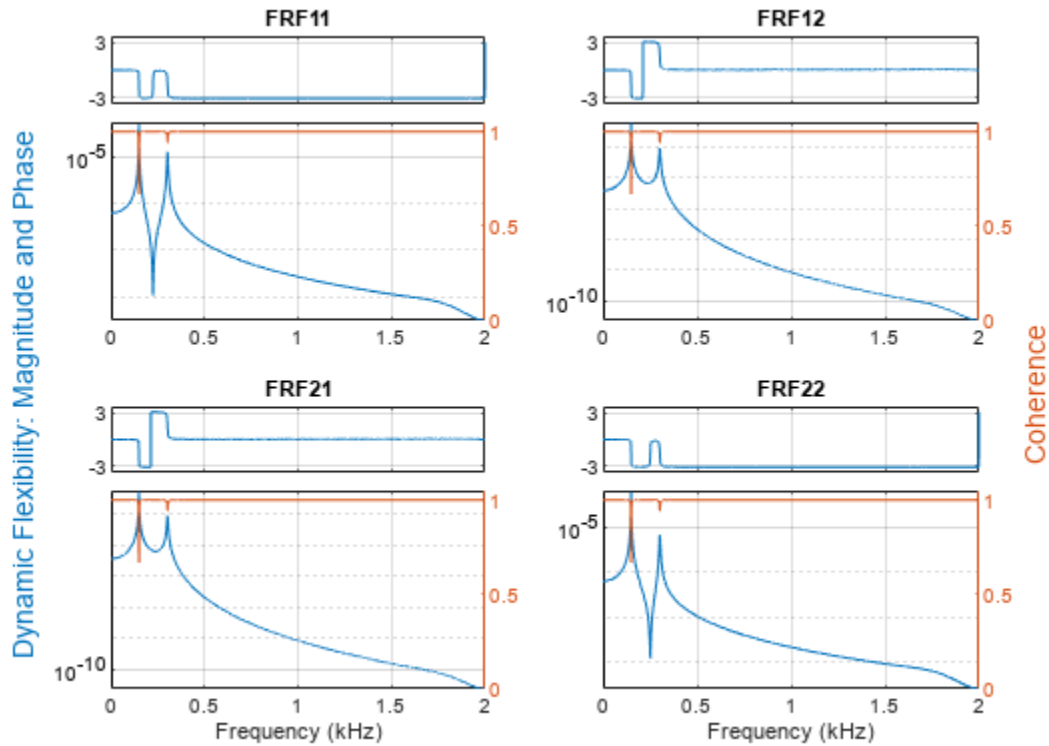 FRF11
3
-3
10^-5
1
0.5
0
0 0.5 1 1.5 2
FRF12
3
-3
10^-10
1
0.5
0
0 0.5 1 1.5 2
FRF21
3
-3
10^-10
1
0.5
0
0 0.5 1 1.5 2
Frequency (kHz)
FRF22
3
-3
10^-5
1
0.5
0
0 0.5 1 1.5 2
Frequency (kHz)
Dynamic Flexibility: Magnitude and Phase
Coherence